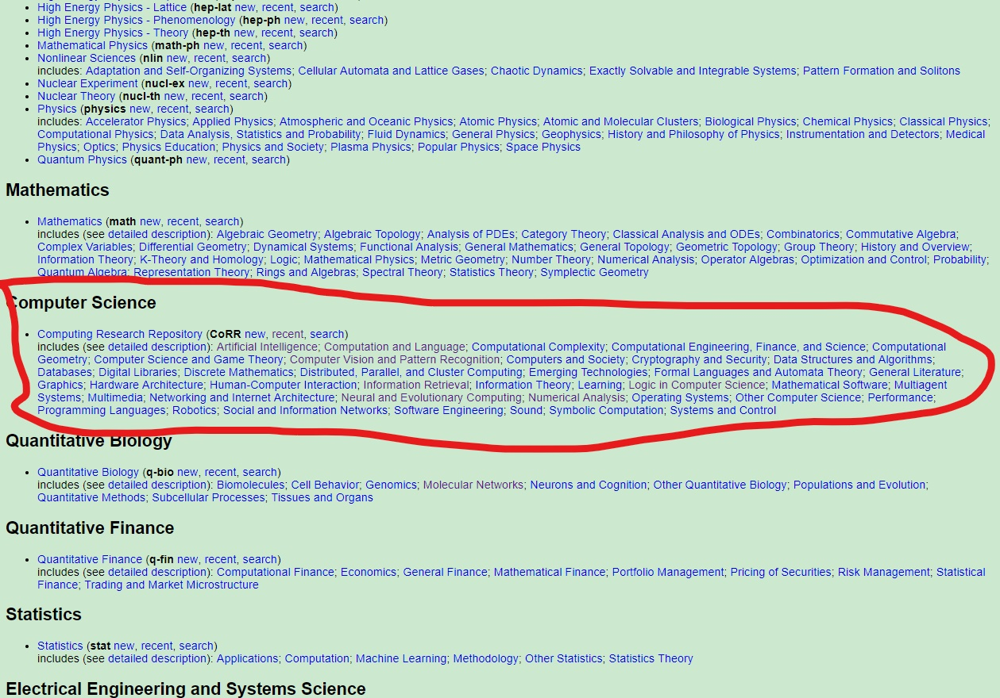 High Energy Physics - Lattice (hep-lat new, recent, search)
High Energy Physics - Phenomenology (hep-ph new, recent, search)
High Energy Physics - Theory (hep-th new, recent, search)
Mathematical Physics (math-ph new, recent, search)
Nonlinear Sciences (nlin new, recent, search)
includes: Adaptation and Self-Organizing Systems; Cellular Automata and Lattice Gases; Chaotic Dynamics; Exactly Solvable and Integrable Systems; Pattern Formation and Solitons
Nuclear Experiment (nucl-ex new, recent, search)
Nuclear Theory (nucl-th new, recent, search)
Physics (physics new, recent, search)
includes: Accelerator Physics; Applied Physics; Atmospheric and Oceanic Physics; Atomic Physics; Atomic and Molecular Clusters; Biological Physics; Chemical Physics; Classical Physics;
Computational Physics; Data Analysis, Statistics and Probability; Fluid Dynamics; General Physics; Geophysics; History and Philosophy of Physics; Instrumentation and Detectors; Medical
Physics; Optics; Physics Education; Physics and Society; Plasma Physics; Popular Physics; Space Physics
Quantum Physics (quant-ph new, recent, search)
Mathematics
Mathematics (math new, recent, search)
includes (see detailed description): Algebraic Geometry; Algebraic Topology; Analysis of PDEs; Category Theory; Classical Analysis and ODEs; Combinatorics; Commutative Algebra;
Complex Variables; Differential Geometry; Dynamical Systems; Functional Analysis; General Mathematics; General Topology; Geometric Topology; Group Theory; History and Overview;
Information Theory; K-Theory and Homology; Logic; Mathematical Physics; Metric Geometry; Number Theory; Numerical Analysis; Operator Algebras; Optimization and Control; Probability;
Quantum Algebra; Representation Theory; Rings and Algebras; Spectral Theory; Statistics Theory; Symplectic Geometry
Computer Science
Computing Research Repository (CoRR new, recent, search)
includes (see detailed description): Artificial Intelligence; Computation and Language; Computational Complexity; Computational Engineering, Finance, and Science; Computational
Geometry; Computer Science and Game Theory; Computer Vision and Pattern Recognition; Computers and Society; Cryptography and Security; Data Structures and Algorithms;
Databases; Digital Libraries; Discrete Mathematics; Distributed, Parallel, and Cluster Computing; Emerging Technologies; Formal Languages and Automata Theory; General Literature;
Graphics; Hardware Architecture; Human-Computer Interaction; Information Retrieval; Information Theory; Learning; Logic in Computer Science; Mathematical Software; Multiagent
Systems; Multimedia; Networking and Internet Architecture; Neural and Evolutionary Computing; Numerical Analysis; Operating Systems; Other Computer Science; Performance;
Programming Languages; Robotics; Social and Information Networks; Software Engineering; Sound; Symbolic Computation; Systems and Control
Quantitative Biology
Quantitative Biology (q-bio new, recent, search)
includes (see detailed description): Biomolecules; Cell Behavior; Genomics; Molecular Networks; Neurons and Cognition; Other Quantitative Biology; Populations and Evolution;
Quantitative Methods; Subcellular Processes; Tissues and Organs
Quantitative Finance
Quantitative Finance (q-fin new, recent, search)
includes (see detailed description): Computational Finance; Economics; General Finance; Mathematical Finance; Portfolio Management; Pricing of Securities; Risk Management; Statistical
Finance; Trading and Market Microstructure
Statistics
Statistics (stat new, recent, search)
includes (see detailed description): Applications; Computation; Machine Learning; Methodology; Other Statistics; Statistics Theory
Electrical Engineering and Systems Science